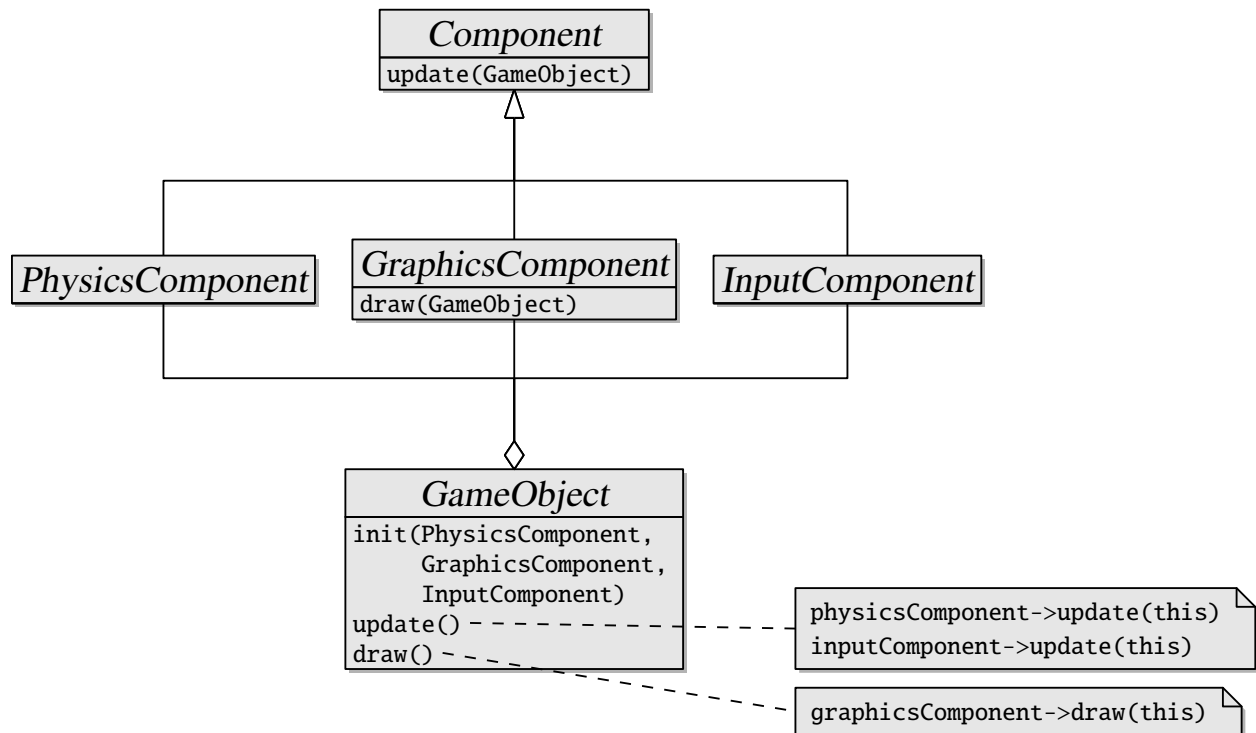 Component
update(GameObject)
PhysicsComponent
GraphicsComponent
draw(GameObject)
InputComponent
GameObject
init(PhysicsComponent,
GraphicsComponent,
InputComponent)
update()
draw()
physicsComponent->update(this)
inputComponent->update(this)
graphicsComponent->draw(this)